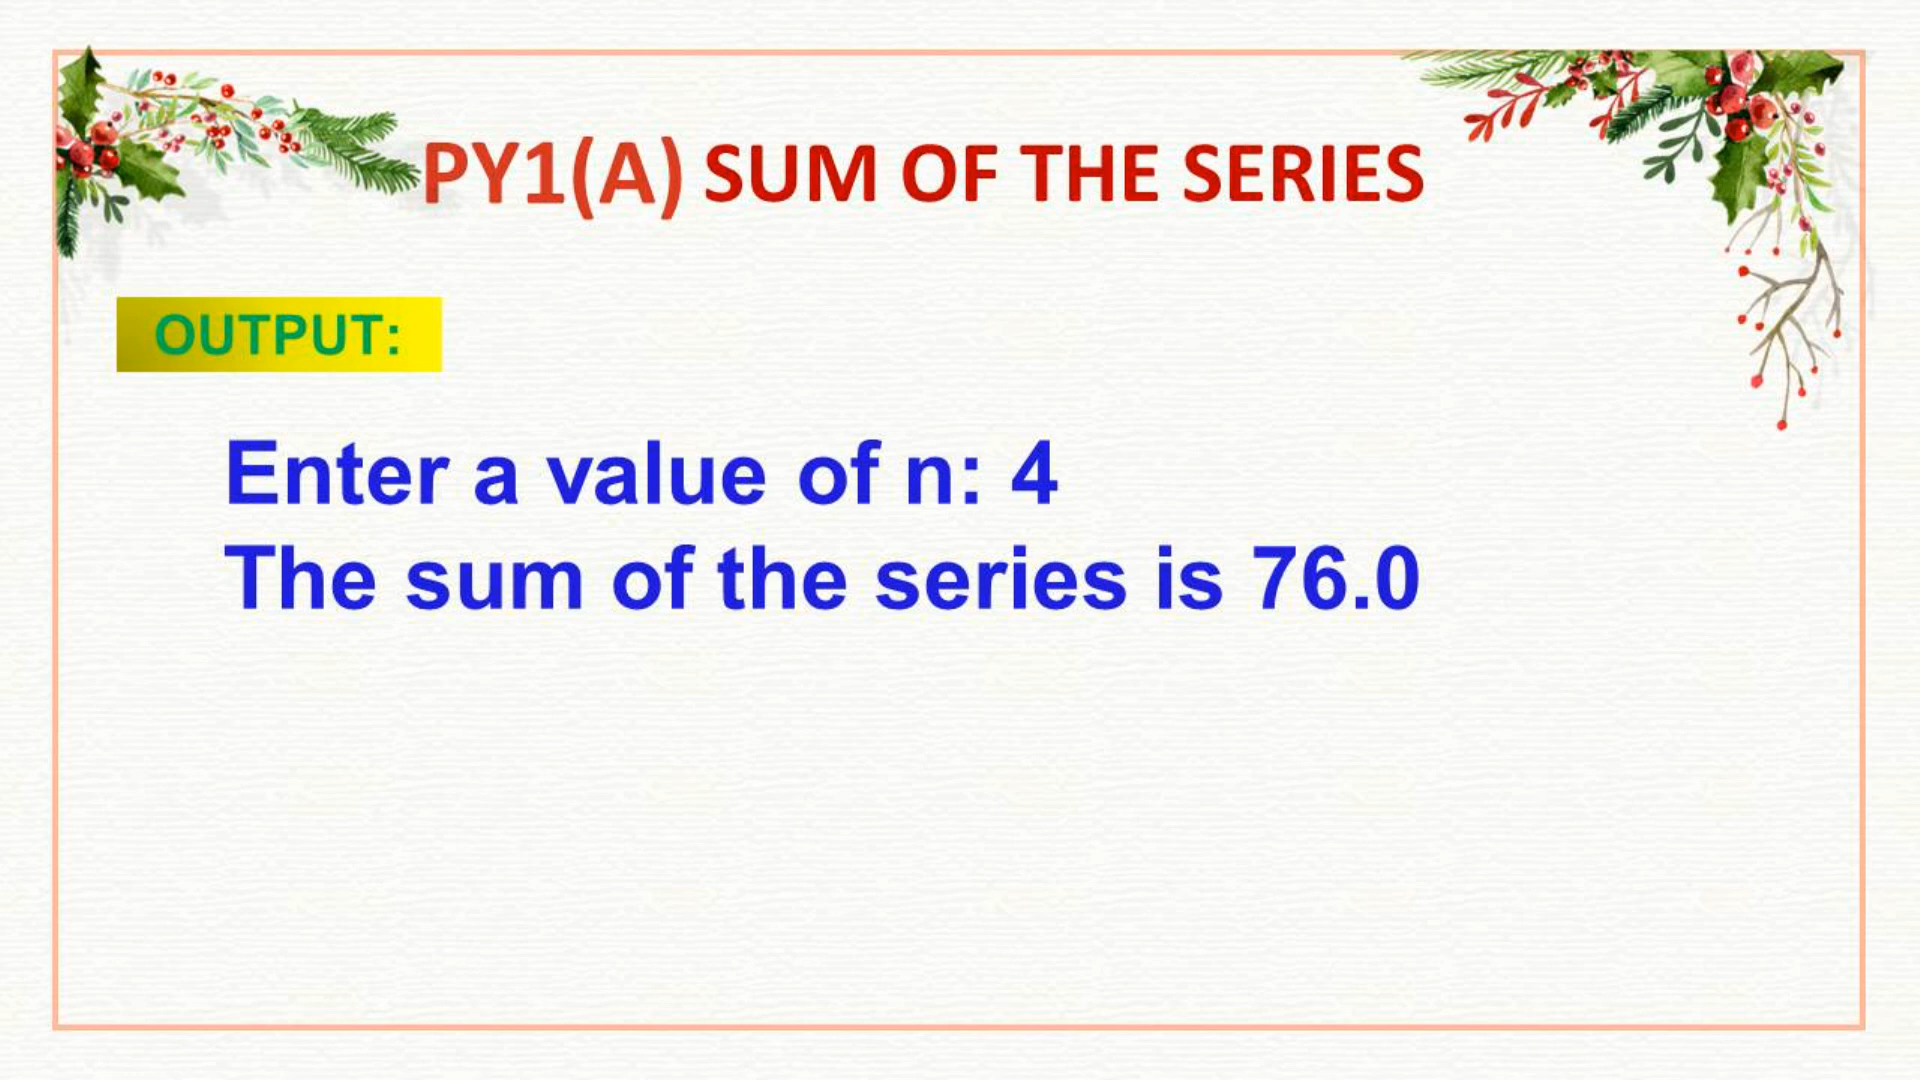 PY1(A) SUM OF THE SERIES
OUTPUT:
Enter a value of n: 4
The sum of the series is 76.0